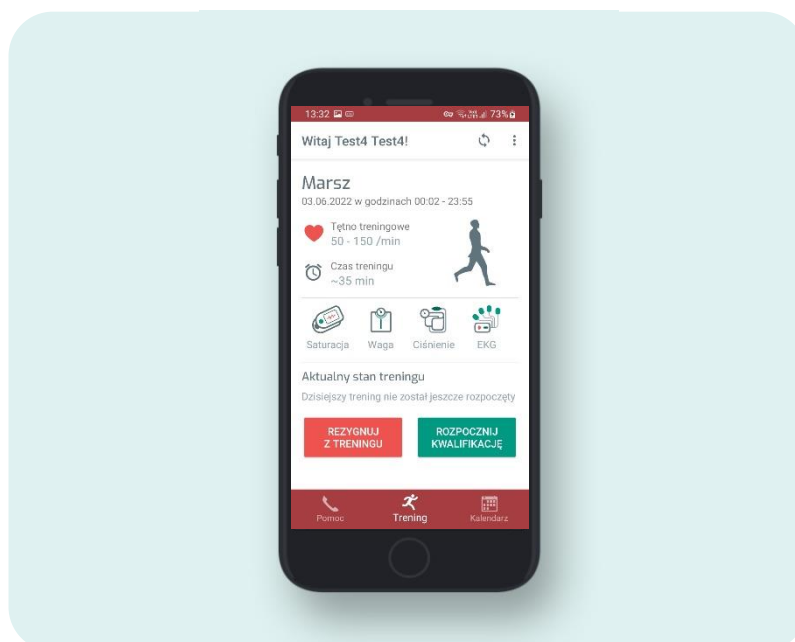 13:32 73%
Witaj Test4 Test4!
Marsz
03.06.2022 w godzinach 00:02 - 23:55
Tętno treningowe
50 - 150 /min
Czas treningu
~35 min
Saturacja Waga Ciśnienie EKG
Aktualny stan treningu
Dzisiejszy trening nie został jeszcze rozpoczęty
REZYGNUJ
Z TRENINGU
ROZPOCZNIJ
KWALIFIKACJĘ
Pomoc Trening Kalendarz